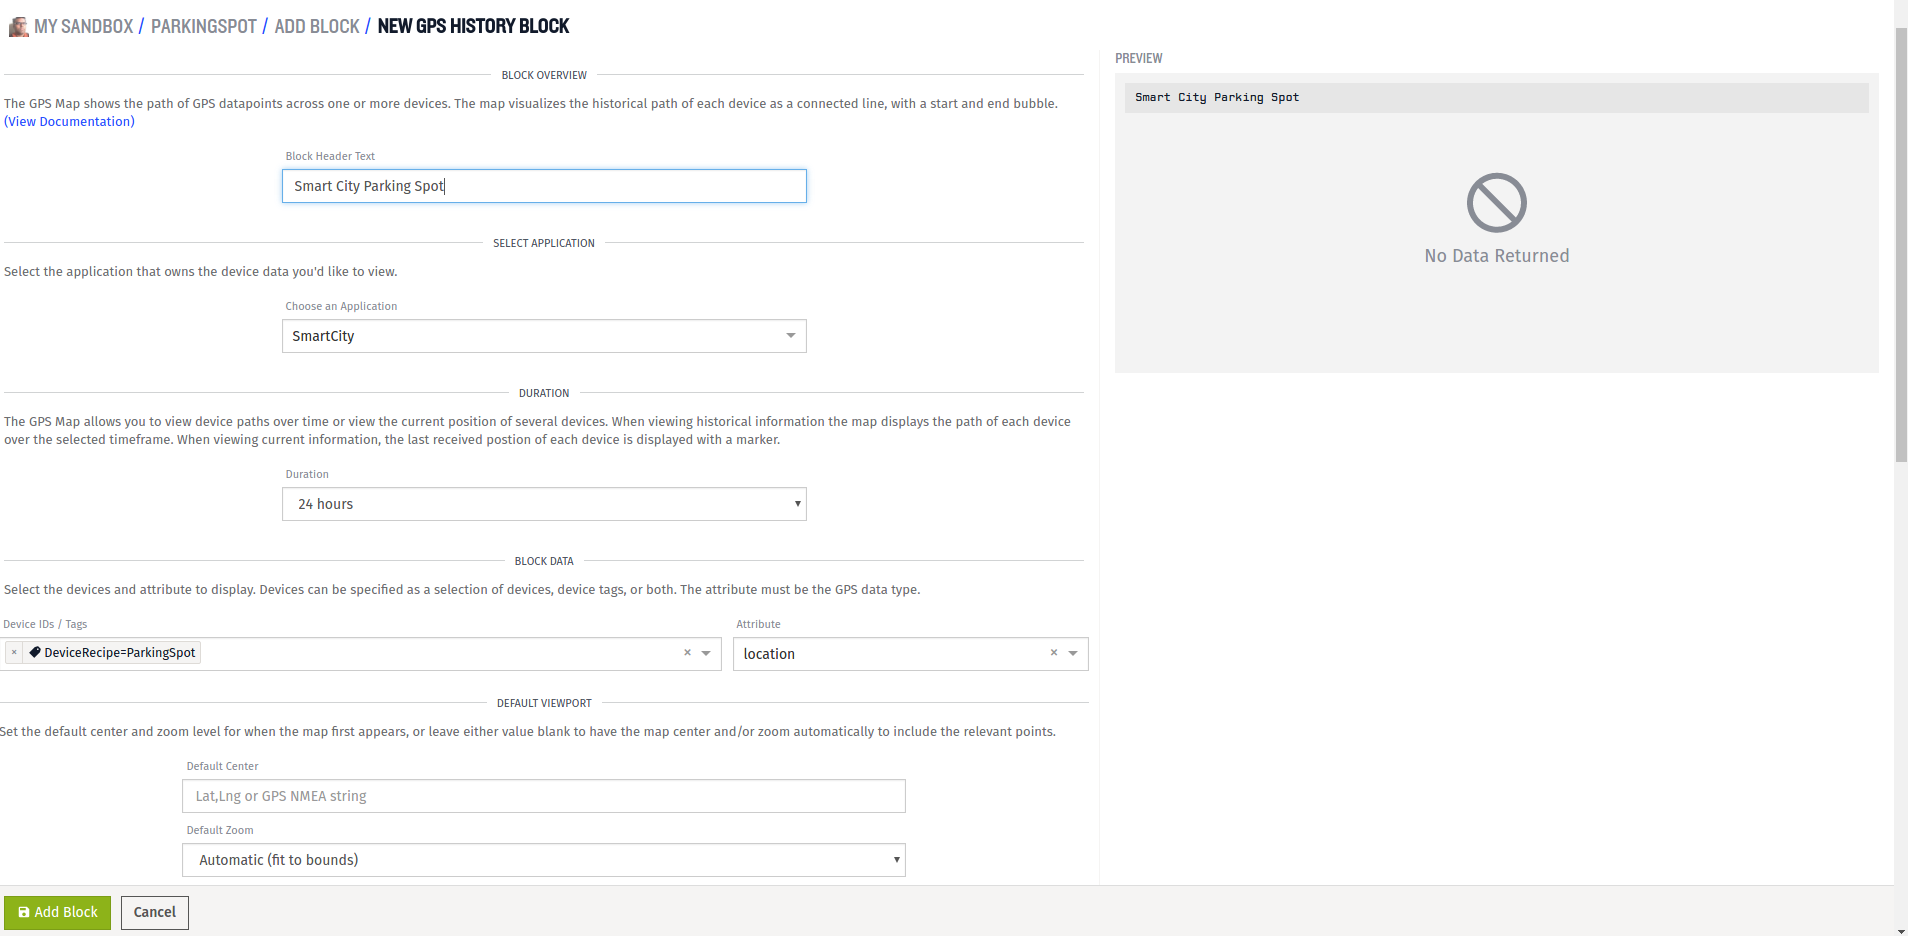 MY SANDBOX / PARKINGSPOT / ADD BLOCK / NEW GPS HISTORY BLOCK
BLOCK OVERVIEW
The GPS Map shows the path of GPS datapoints across one or more devices. The map visualizes the historical path of each device as a connected line, with a start and end bubble.
(View Documentation)
Block Header Text
Smart City Parking Spot
SELECT APPLICATION
Select the application that owns the device data you'd like to view.
Choose an Application
SmartCity
DURATION
The GPS Map allows you to view device paths over time or view the current position of several devices. When viewing historical information the map displays the path of each device
over the selected timeframe. When viewing current information, the last received postion of each device is displayed with a marker.
Duration
24 hours
BLOCK DATA
Select the devices and attribute to display. Devices can be specified as a selection of devices, device tags, or both. The attribute must be the GPS data type.
Device IDs / Tags
× DeviceRecipe=ParkingSpot ×
Attribute
location ×
DEFAULT VIEWPORT
Set the default center and zoom level for when the map first appears, or leave either value blank to have the map center and/or zoom automatically to include the relevant points.
Default Center
Lat,Lng or GPS NMEA string
Default Zoom
Automatic (fit to bounds)
Add Block
Cancel
PREVIEW
Smart City Parking Spot
No Data Returned